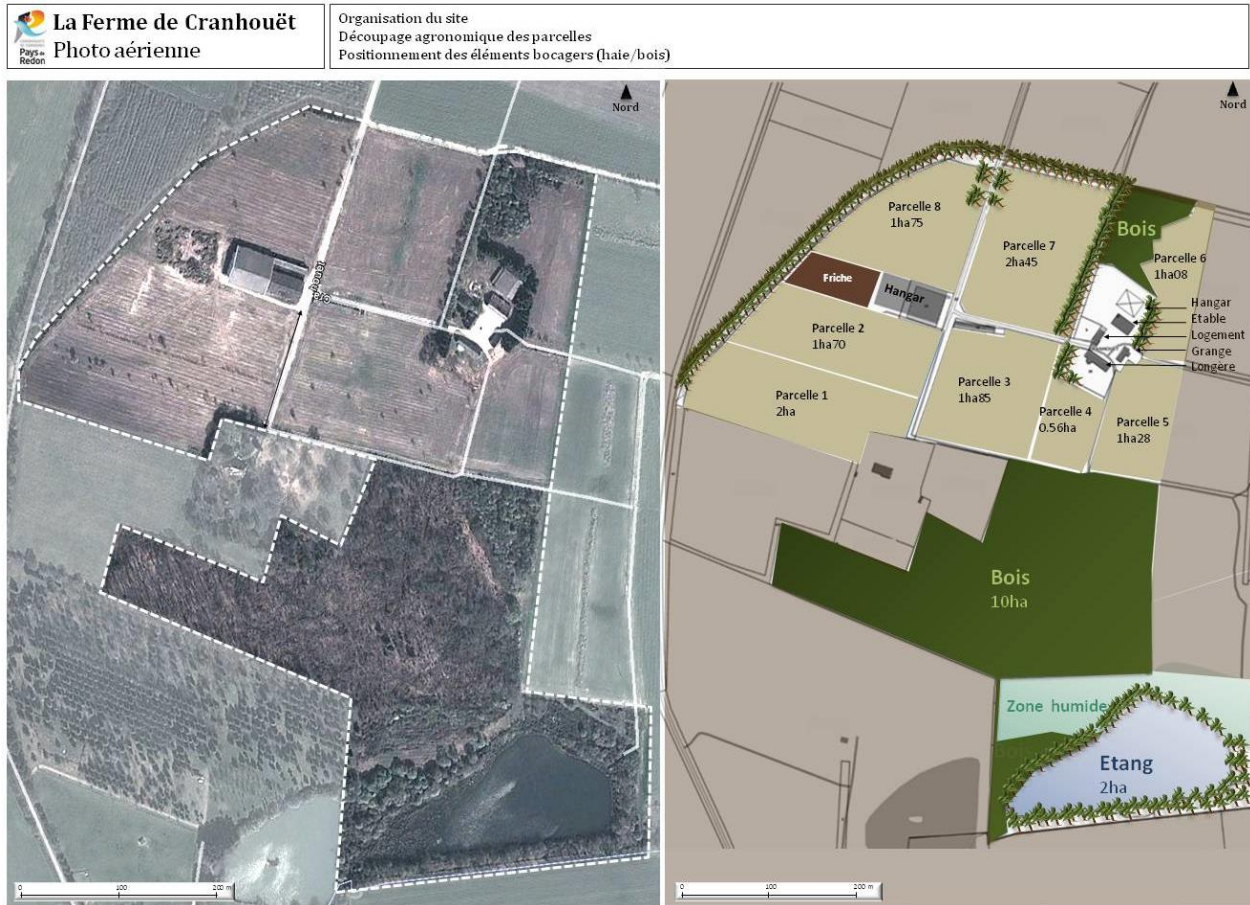 La Ferme de Cranhouët
Photo aérienne
Pays de
Redon
Organisation du site
Découpage agronomique des parcelles
Positionnement des éléments bocagers (haie/bois)
Nord
0 100 200 m
Nord
Parcelle 8
1ha75
Parcelle 7
2ha45
Bois
Parcelle 6
1ha08
Friche
Hangar
Hangar
Etable
Logement
Grange
Longère
Parcelle 2
1ha70
Parcelle 1
2ha
Parcelle 3
1ha85
Parcelle 4
0.56ha
Parcelle 5
1ha28
Bois
10ha
Zone humide
Bois
Etang
2ha
0 100 200 m